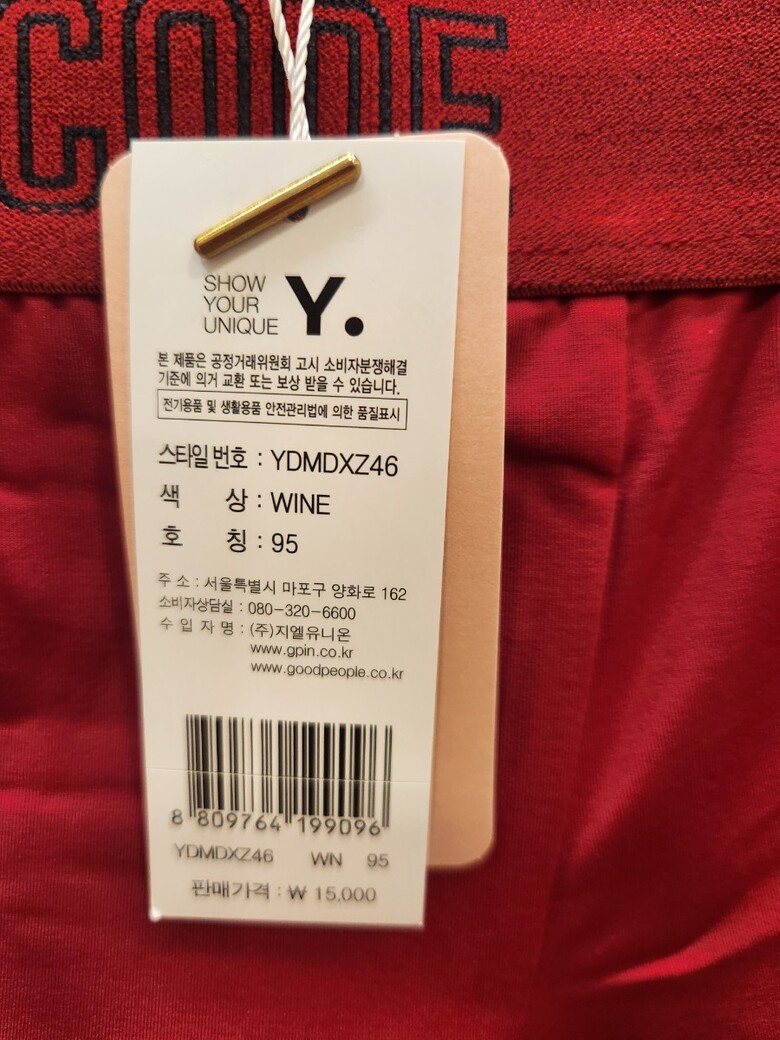 CODE
SHOW
YOUR
UNIQUE
Y.
본 제품은 공정거래위원회 고시 소비자분쟁해결
기준에 의거 교환 또는 보상 받을 수 있습니다.
전기용품 및 생활용품 안전관리법에 의한 품질표시
스타일 번호 : YDMDXZ46
색 상 : WINE
호 칭 : 95
주 소 : 서울특별시 마포구 양화로 162
소비자상담실 : 080-320-6600
수 입 자 명 : (주)지엘유니온
www.gpin.co.kr
www.goodpeople.co.kr
8 809764 199096
YDMDXZ46 WN 95
판매가격 : ₩ 15,000